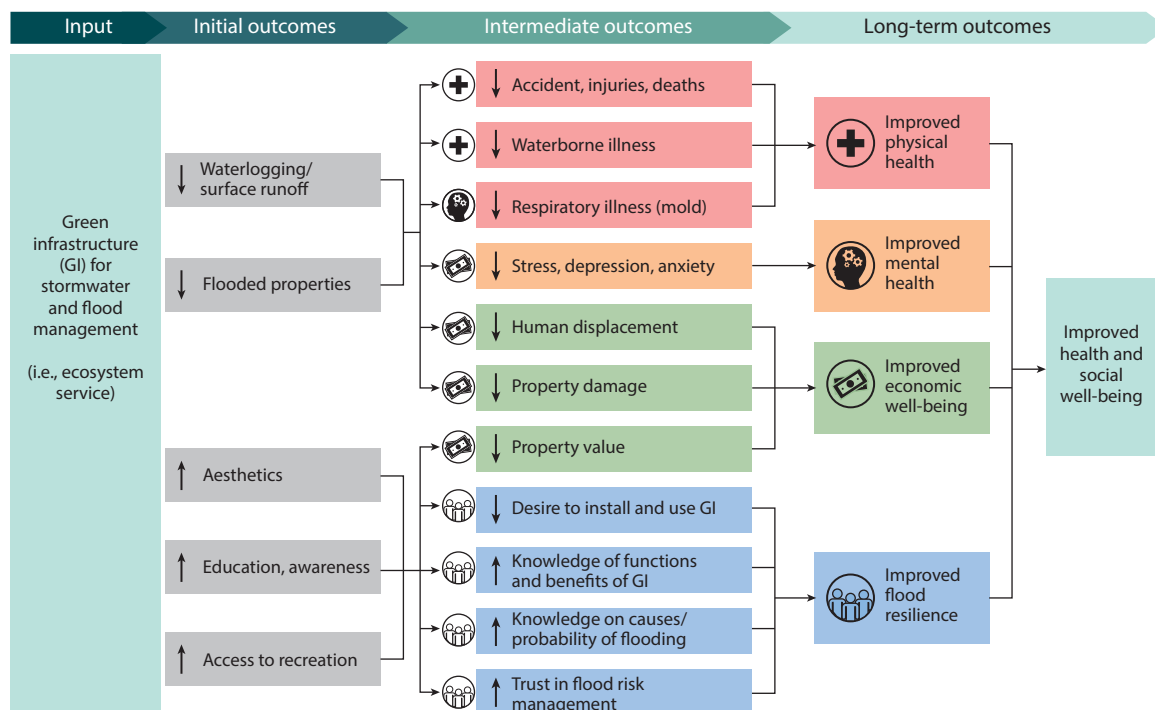 Input
Initial outcomes
Intermediate outcomes
Long-term outcomes
Green
infrastructure
(GI) for
stormwater
and flood
management
(i.e., ecosystem
service)
Waterlogging/
surface runoff
Flooded properties
Aesthetics
Education, awareness
Access to recreation
Accident, injuries, deaths
Waterborne illness
Respiratory illness (mold)
Stress, depression, anxiety
Human displacement
Property damage
Property value
Desire to install and use GI
Knowledge of functions
and benefits of GI
Knowledge on causes/
probability of flooding
Trust in flood risk
management
Improved
physical
health
Improved
mental
health
Improved
economic
well-being
Improved
flood
resilience
Improved
health and
social
well-being